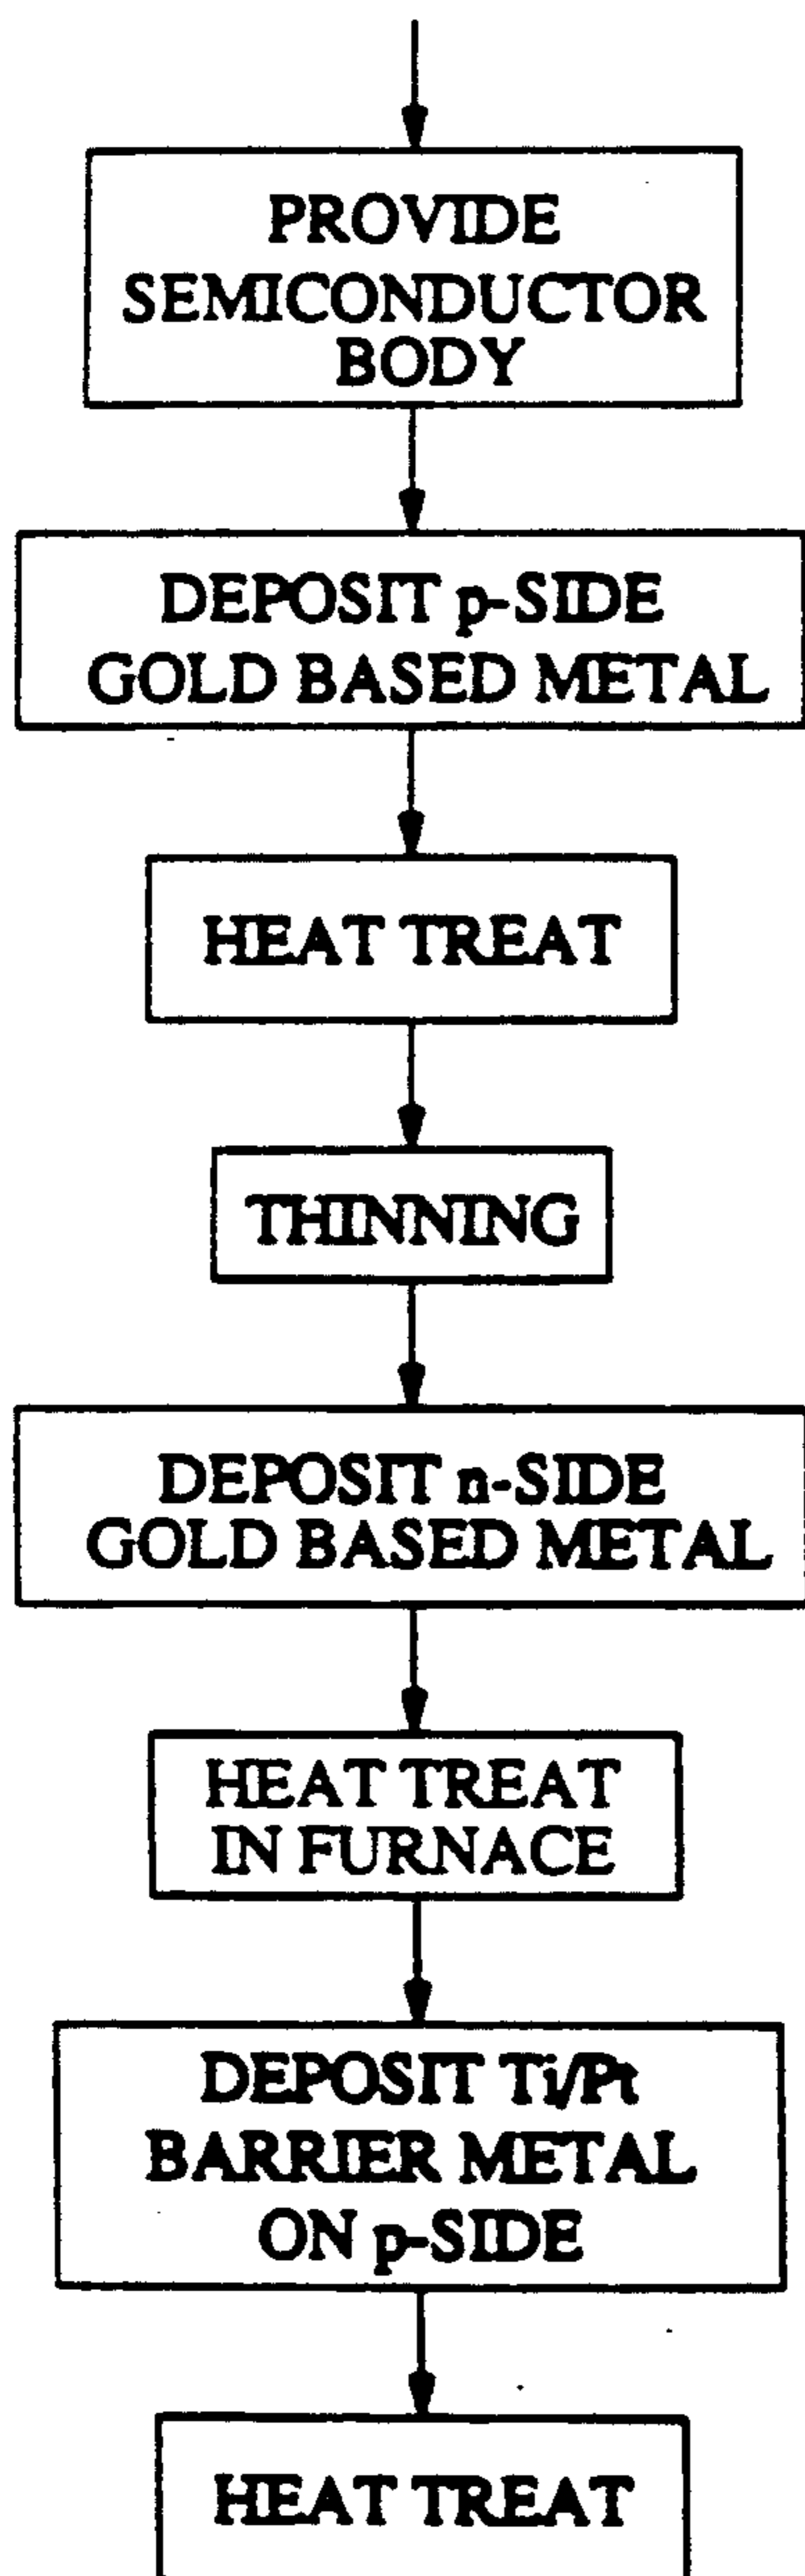 PROVIDE
SEMICONDUCTOR
BODY
DEPOSIT p-SIDE
GOLD BASED METAL
HEAT TREAT
THINNING
DEPOSIT n-SIDE
GOLD BASED METAL
HEAT TREAT
IN FURNACE
DEPOSIT Ti/Pt
BARRIER METAL
ON p-SIDE
HEAT TREAT